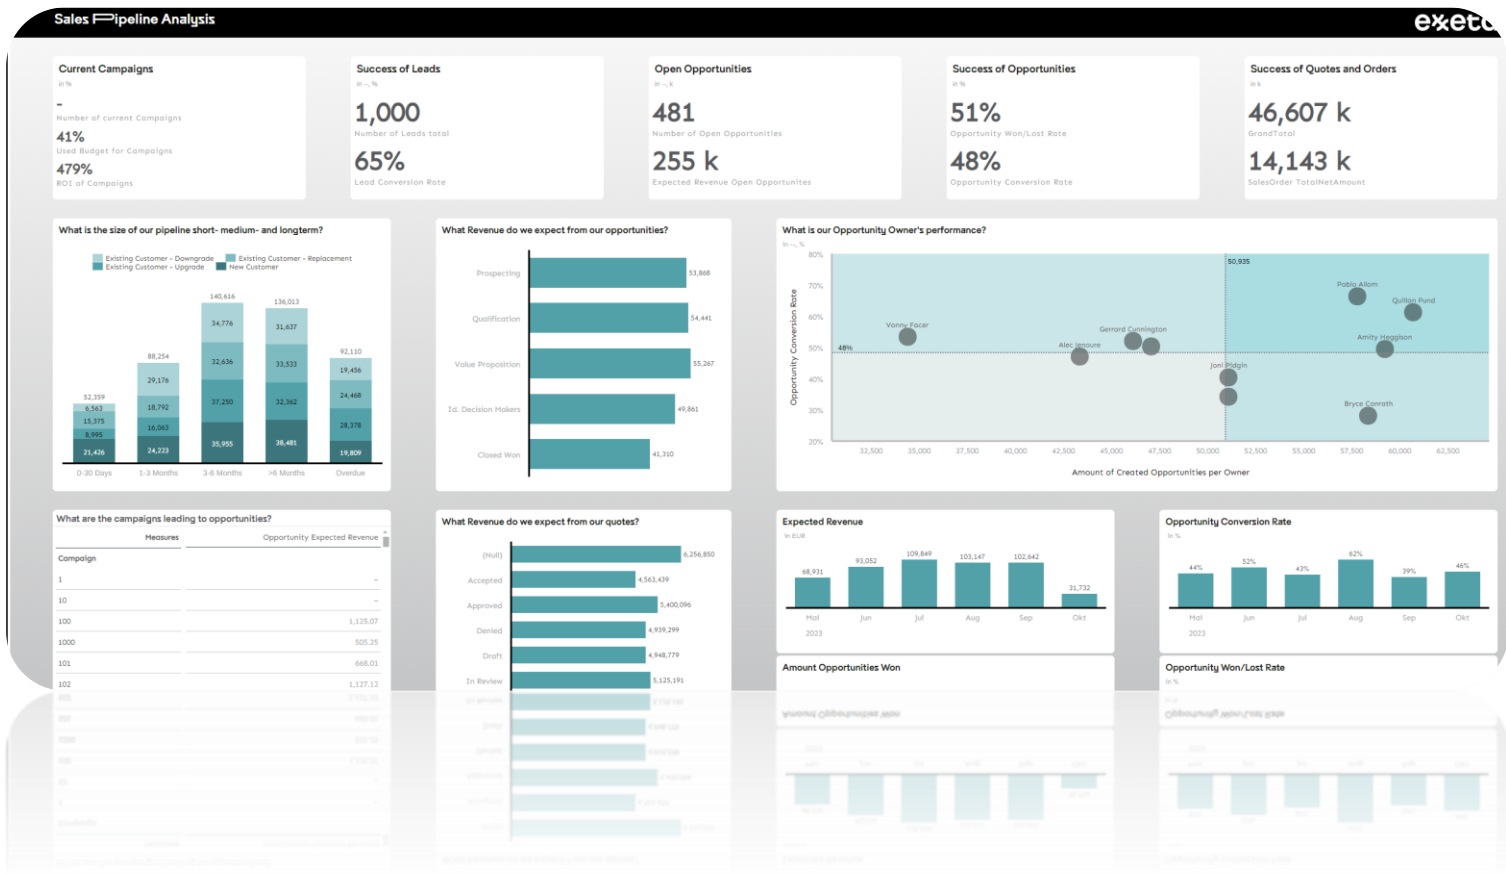 Sales Pipeline Analysis
exxeta
Current Campaigns
in %
-
Number of current Campaigns
41%
Used Budget for Campaigns
479%
ROI of Campaigns
Success of Leads
in --, %
1,000
Number of Leads total
65%
Lead Conversion Rate
Open Opportunities
in --, k
481
Number of Open Opportunities
255 k
Expected Revenue Open Opportunites
Success of Opportunities
in %
51%
Opportunity Won/Lost Rate
48%
Opportunity Conversion Rate
Success of Quotes and Orders
in k
46,607 k
GrandTotal
14,143 k
SalesOrder TotalNetAmount
What is the size of our pipeline short- medium- and longterm?
Existing Customer - Downgrade
Existing Customer - Replacement
Existing Customer - Upgrade
New Customer
52,359
6,563
15,375
8,995
21,426
88,254
29,176
18,792
16,063
24,223
140,616
34,776
32,636
37,250
35,955
136,013
31,637
33,533
32,362
38,481
92,110
19,456
24,468
28,378
19,809
0-30 Days
1-3 Months
3-6 Months
>6 Months
Overdue
What Revenue do we expect from our opportunities?
Prospecting 53,868
Qualification 54,441
Value Proposition 55,267
Id. Decision Makers 49,861
Closed Won 41,310
What is our Opportunity Owner's performance?
in --, %
Opportunity Conversion Rate
80%
70%
60%
50%
40%
30%
20%
50,935
48%
Pablo Allom
Quillan Pund
Vonny Facer
Gerrard Cunnington
Alec Jenoure
Amity Heggison
Joni Pidgin
Bryce Conrath
32,500
35,000
37,500
40,000
42,500
45,000
47,500
50,000
52,500
55,000
57,500
60,000
62,500
Amount of Created Opportunities per Owner
What are the campaigns leading to opportunities?
Measures
Opportunity Expected Revenue
Campaign
1 –
10 –
100 1,125.07
1000 505.25
101 668.01
102 1,127.12
What Revenue do we expect from our quotes?
(Null) 6,256,850
Accepted 4,563,439
Approved 5,400,096
Denied 4,939,299
Draft 4,948,779
In Review 5,125,191
Expected Revenue
in EUR
68,931
93,052
109,849
103,147
102,642
31,732
Mai
Jun
Jul
Aug
Sep
Okt
2023
Opportunity Conversion Rate
in %
44%
52%
43%
62%
39%
46%
Mai
Jun
Jul
Aug
Sep
Okt
2023
Amount Opportunities Won
Opportunity Won/Lost Rate
in %